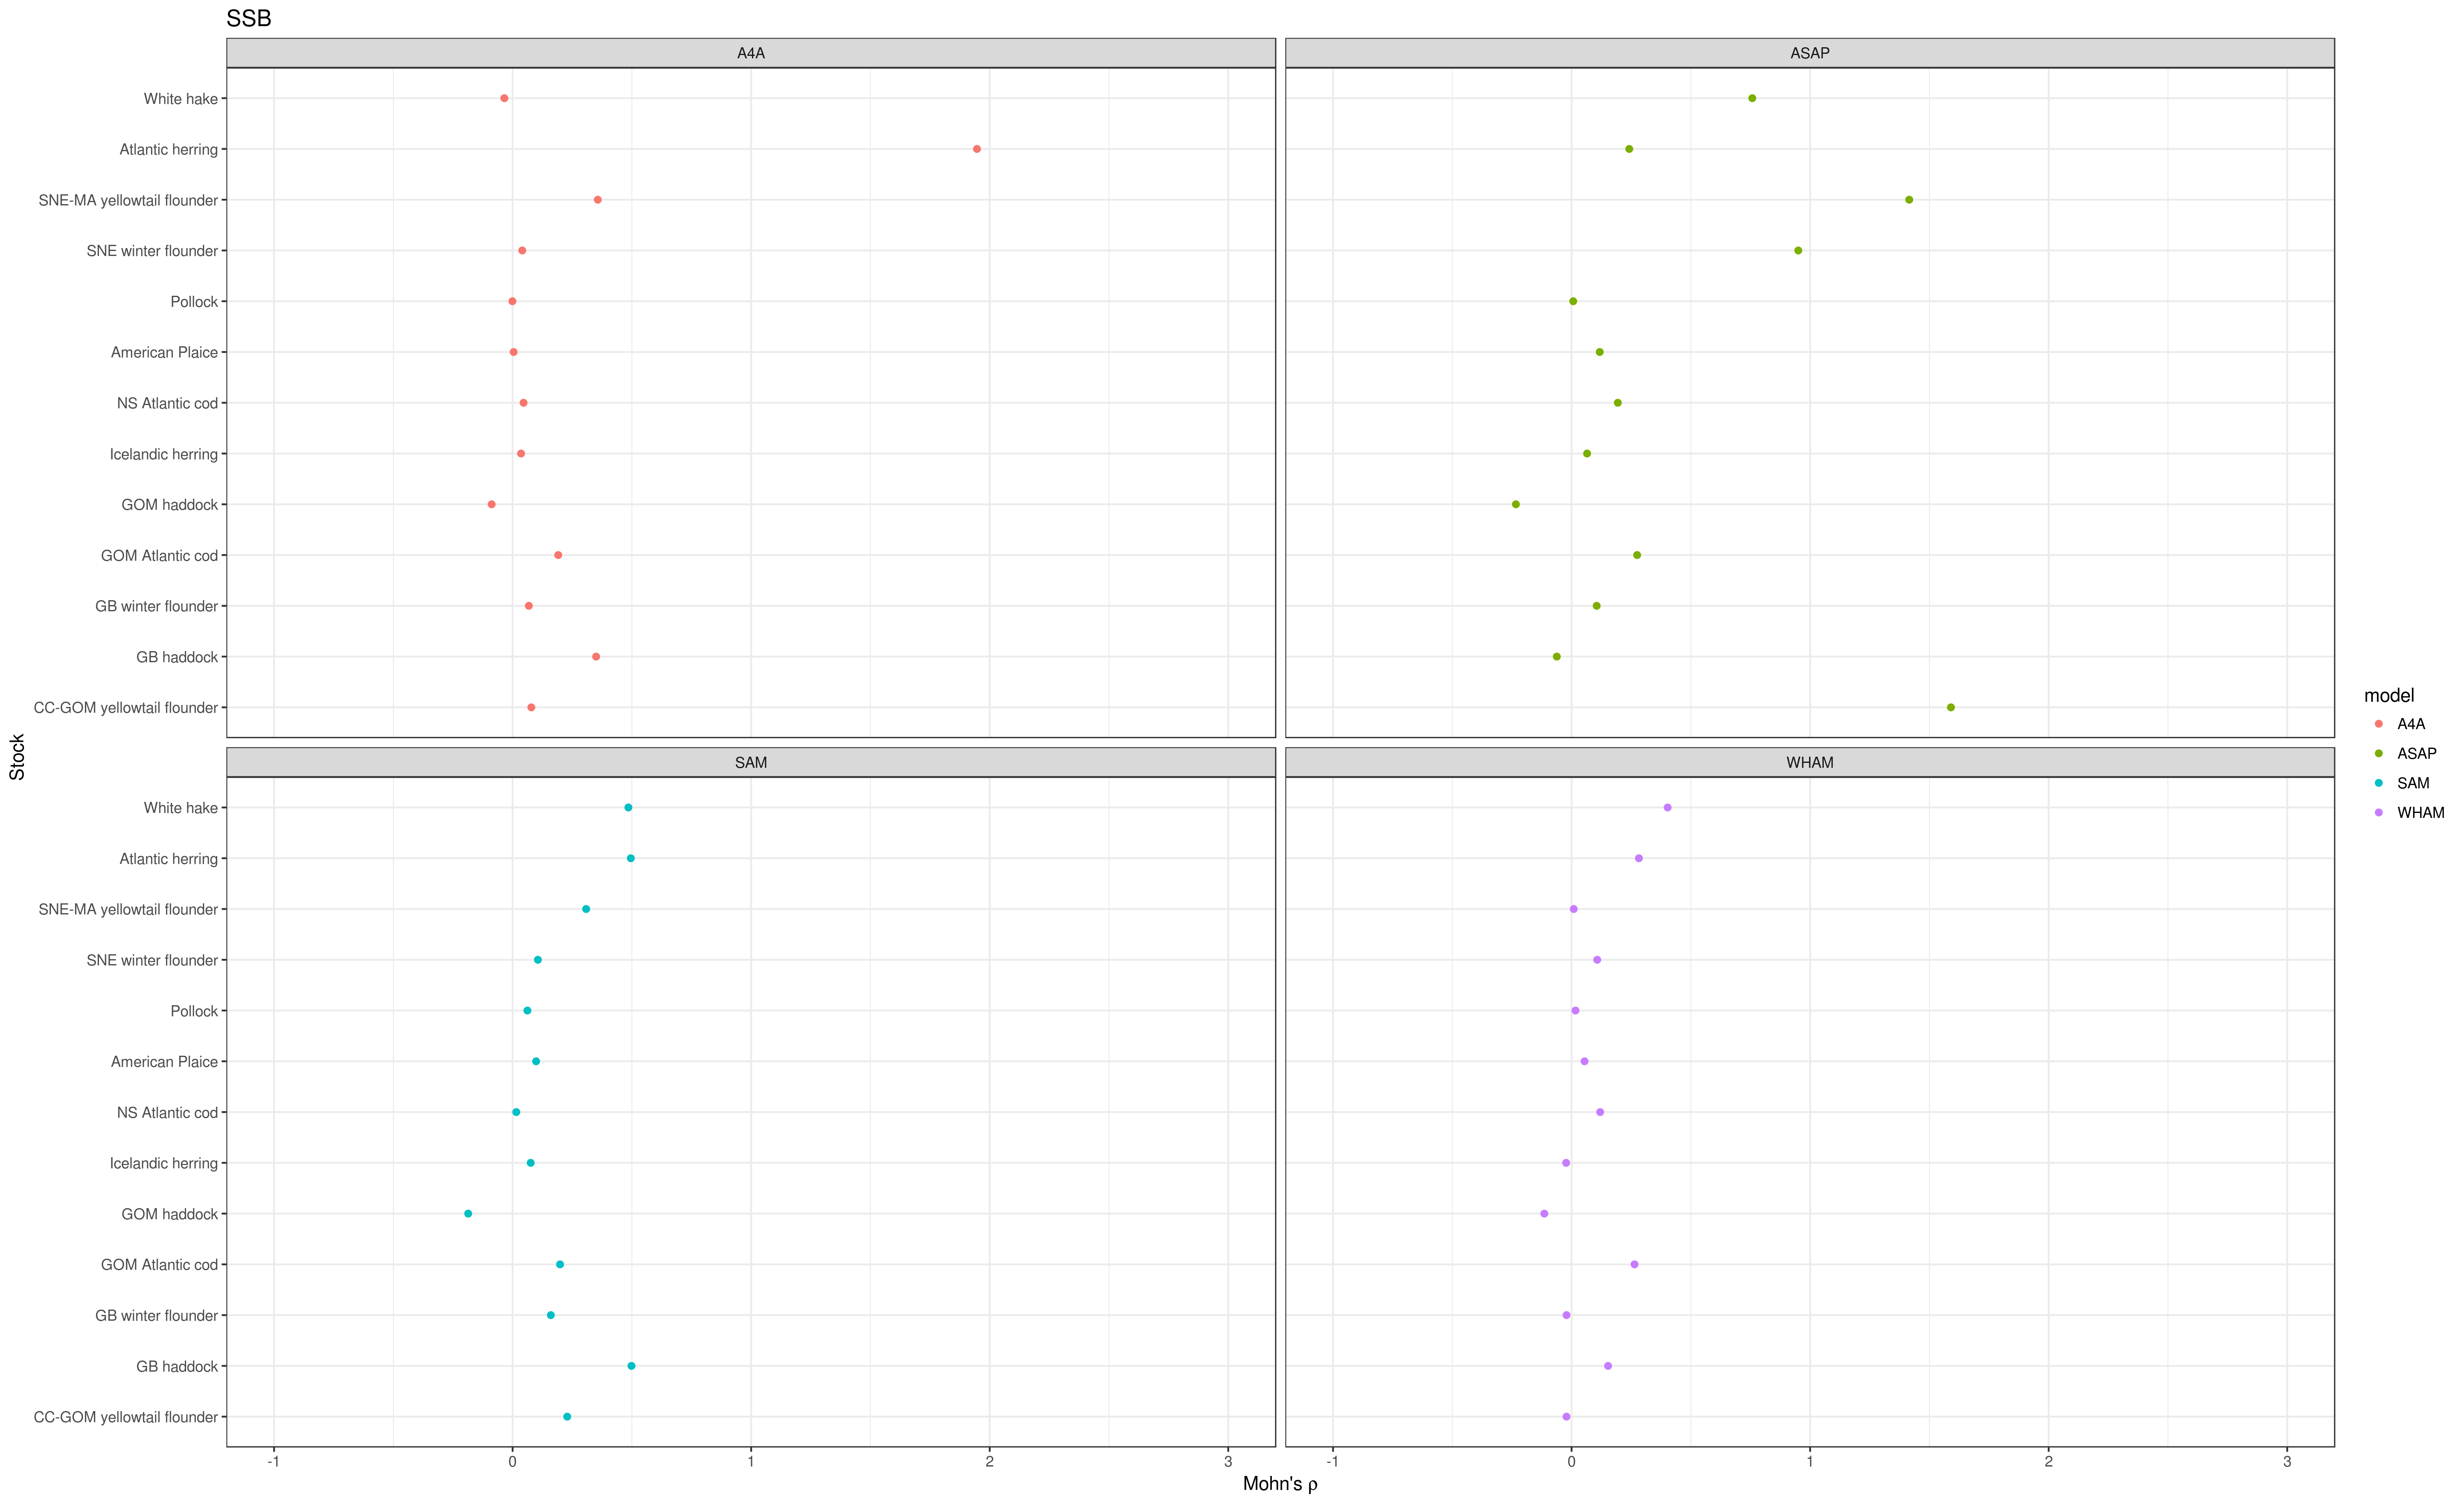 SSB
A4A
ASAP
White hake
Atlantic herring
SNE-MA yellowtail flounder
SNE winter flounder
Pollock
American Plaice
NS Atlantic cod
Icelandic herring
GOM haddock
GOM Atlantic cod
GB winter flounder
GB haddock
CC-GOM yellowtail flounder
Stock
SAM
WHAM
White hake
Atlantic herring
SNE-MA yellowtail flounder
SNE winter flounder
Pollock
American Plaice
NS Atlantic cod
Icelandic herring
GOM haddock
GOM Atlantic cod
GB winter flounder
GB haddock
CC-GOM yellowtail flounder
-1 0 1 2 3
-1 0 1 2 3
Mohn's ρ
model
A4A
ASAP
SAM
WHAM